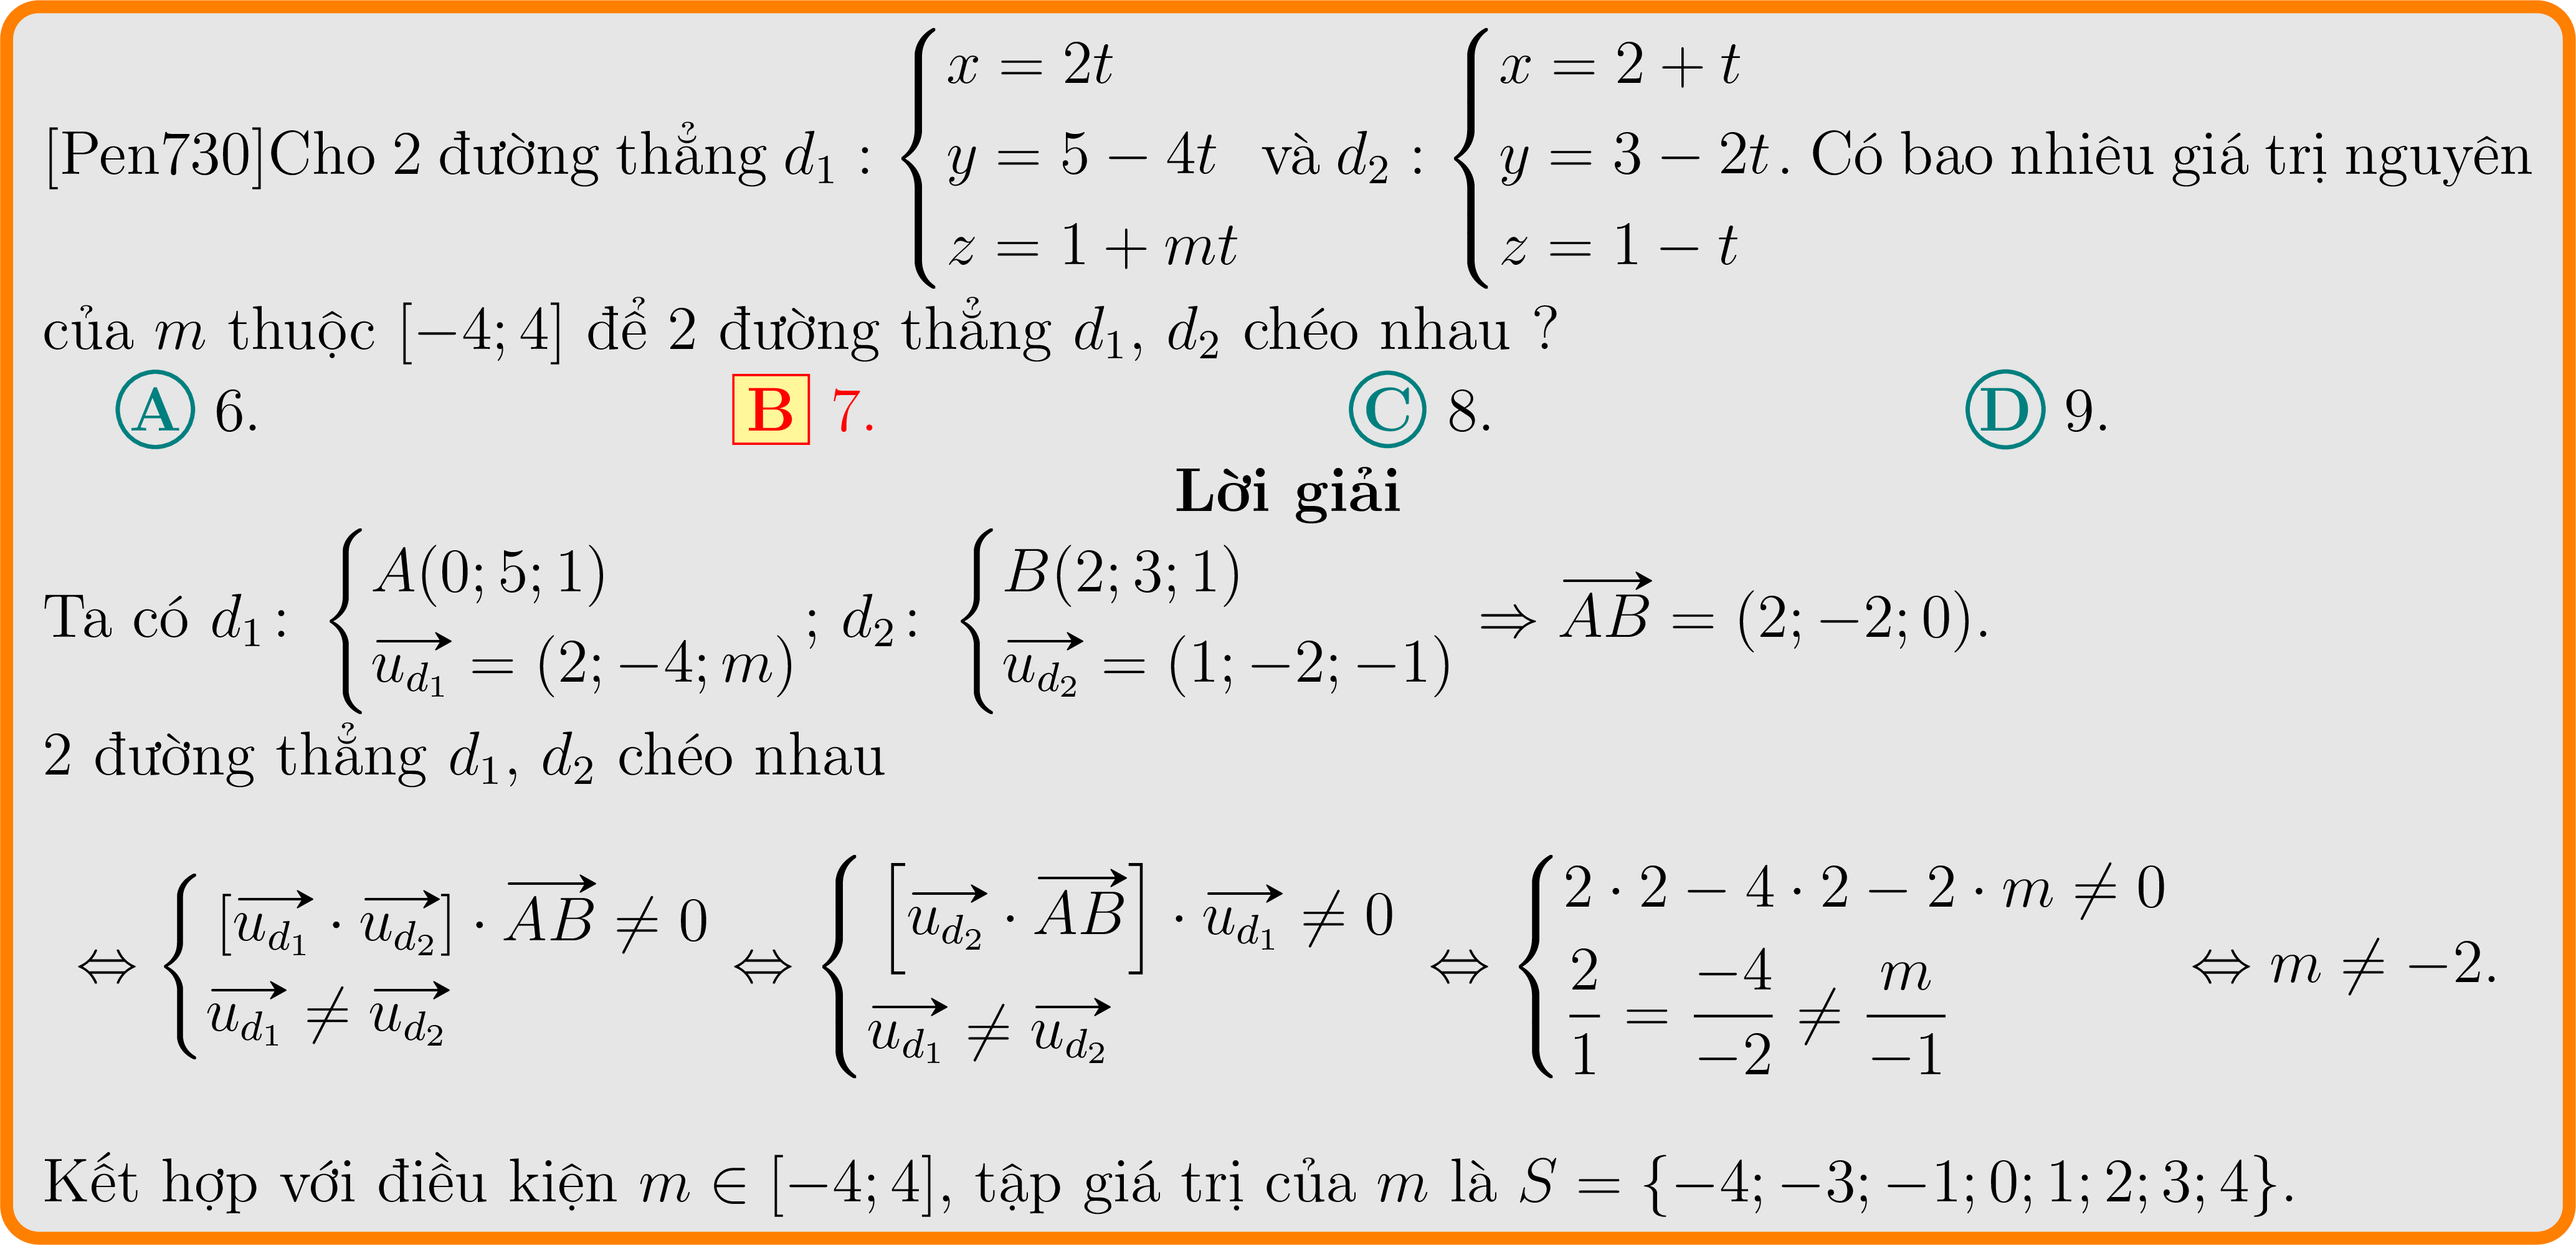 [Pen730]Cho 2 đường thẳng $d_1 : \begin{cases} x = 2t \\ y = 5 - 4t \\ z = 1 + mt \end{cases}$ và $d_2 : \begin{cases} x = 2 + t \\ y = 3 - 2t \\ z = 1 - t \end{cases}$. Có bao nhiêu giá trị nguyên
của $m$ thuộc $[-4; 4]$ để 2 đường thẳng $d_1$, $d_2$ chéo nhau ?
A 6. B 7. C 8. D 9.
Lời giải
Ta có $d_1: \begin{cases} A(0; 5; 1) \\ \overrightarrow{u_{d_1}} = (2; -4; m) \end{cases}$; $d_2: \begin{cases} B(2; 3; 1) \\ \overrightarrow{u_{d_2}} = (1; -2; -1) \end{cases} \Rightarrow \overrightarrow{AB} = (2; -2; 0)$.
2 đường thẳng $d_1$, $d_2$ chéo nhau
$\Leftrightarrow \begin{cases} [\overrightarrow{u_{d_1}} \cdot \overrightarrow{u_{d_2}}] \cdot \overrightarrow{AB} \neq 0 \\ \overrightarrow{u_{d_1}} \neq \overrightarrow{u_{d_2}} \end{cases} \Leftrightarrow \begin{cases} \left[\overrightarrow{u_{d_2}} \cdot \overrightarrow{AB}\right] \cdot \overrightarrow{u_{d_1}} \neq 0 \\ \overrightarrow{u_{d_1}} \neq \overrightarrow{u_{d_2}} \end{cases} \Leftrightarrow \begin{cases} 2 \cdot 2 - 4 \cdot 2 - 2 \cdot m \neq 0 \\ \dfrac{2}{1} = \dfrac{-4}{-2} \neq \dfrac{m}{-1} \end{cases} \Leftrightarrow m \neq -2.$
Kết hợp với điều kiện $m \in [-4; 4]$, tập giá trị của $m$ là $S = \{-4; -3; -1; 0; 1; 2; 3; 4\}$.